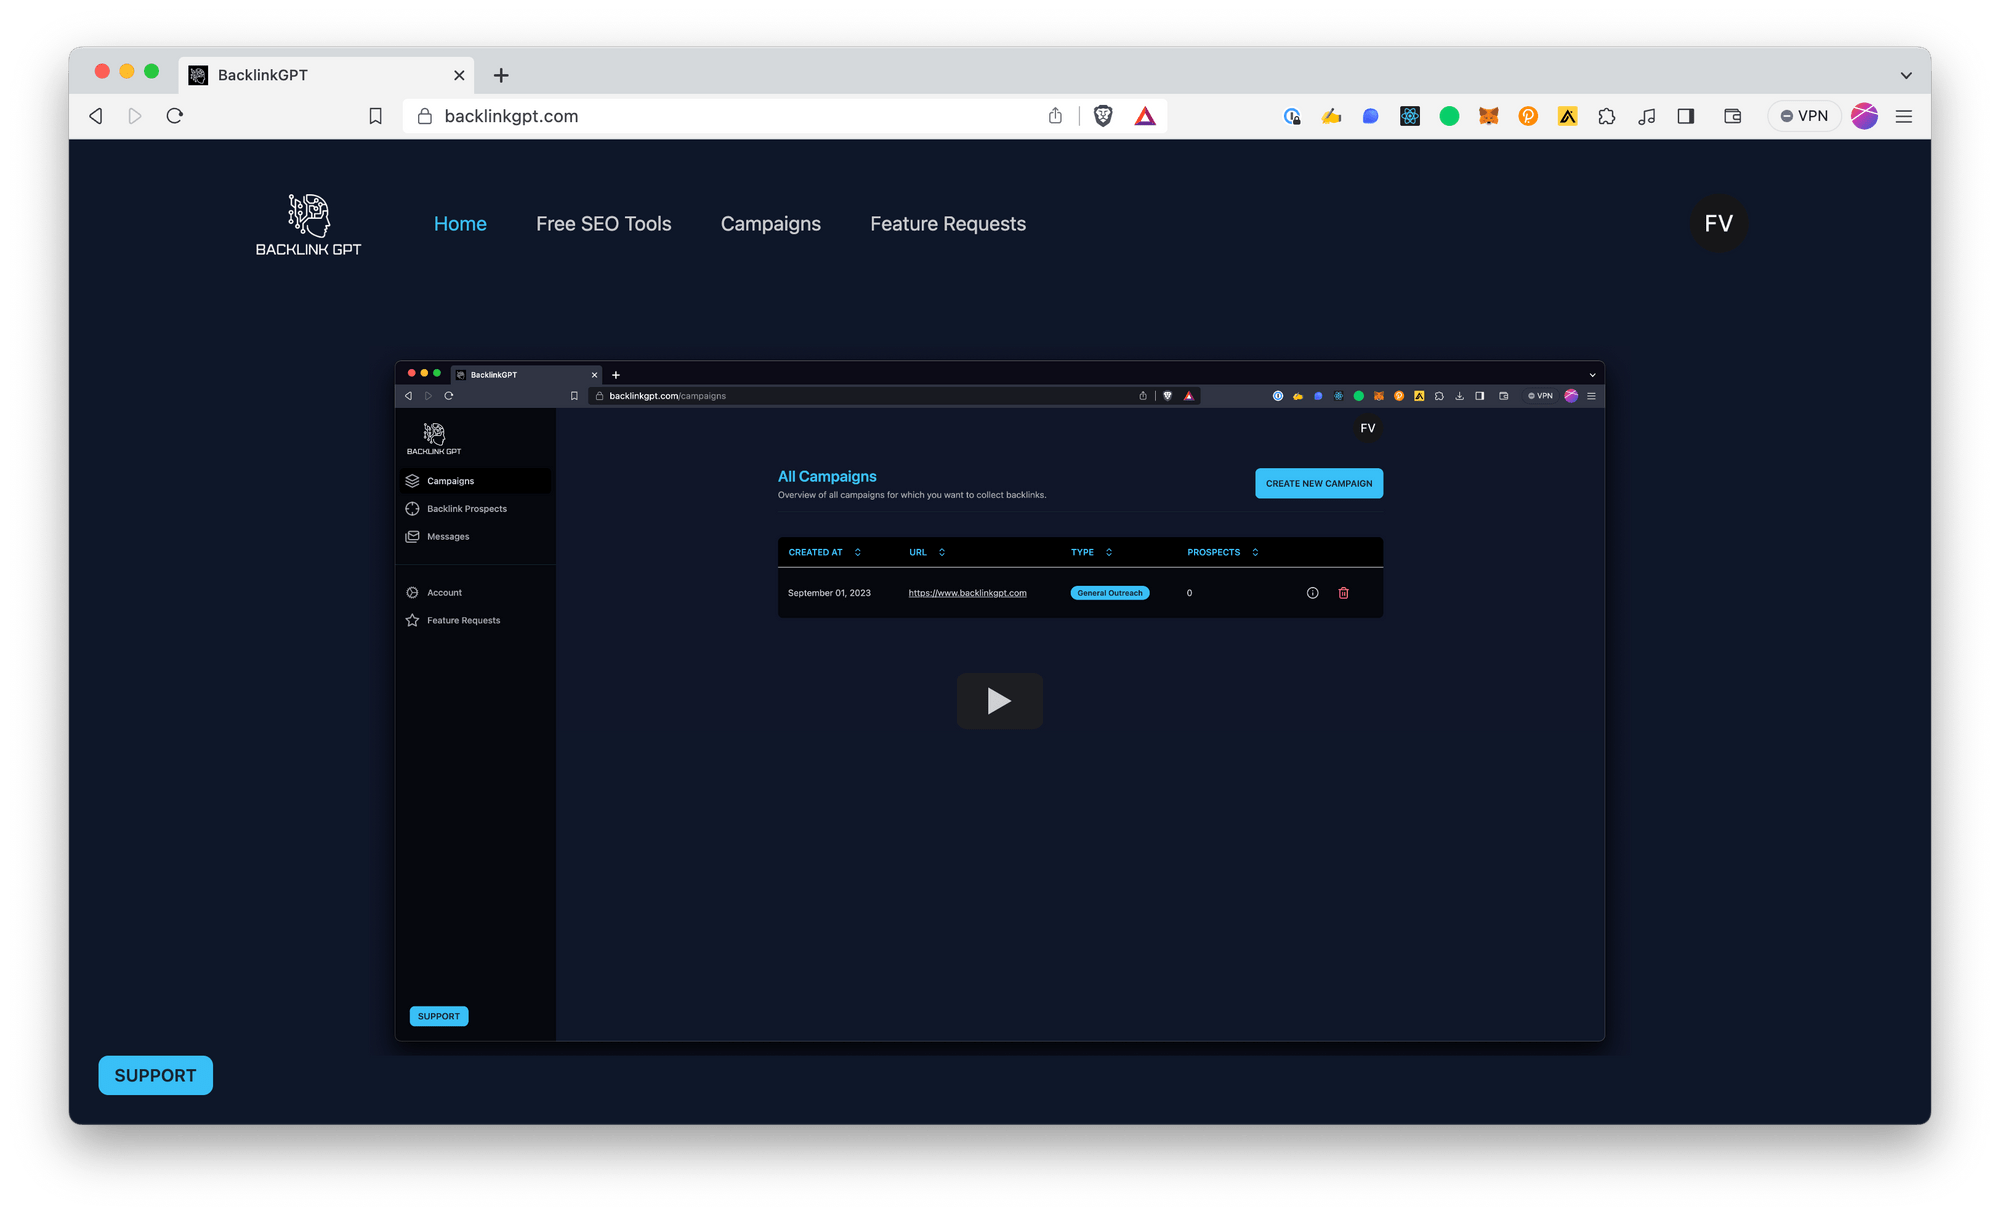 BacklinkGPT
backlinkgpt.com
VPN
BACKLINK GPT
Home
Free SEO Tools
Campaigns
Feature Requests
FV
BacklinkGPT
backlinkgpt.com/campaigns
VPN
BACKLINK GPT
FV
Campaigns
Backlink Prospects
Messages
Account
Feature Requests
All Campaigns
CREATE NEW CAMPAIGN
Overview of all campaigns for which you want to collect backlinks.
CREATED AT
URL
TYPE
PROSPECTS
September 01, 2023
https://www.backlinkgpt.com
General Outreach
0
SUPPORT
SUPPORT